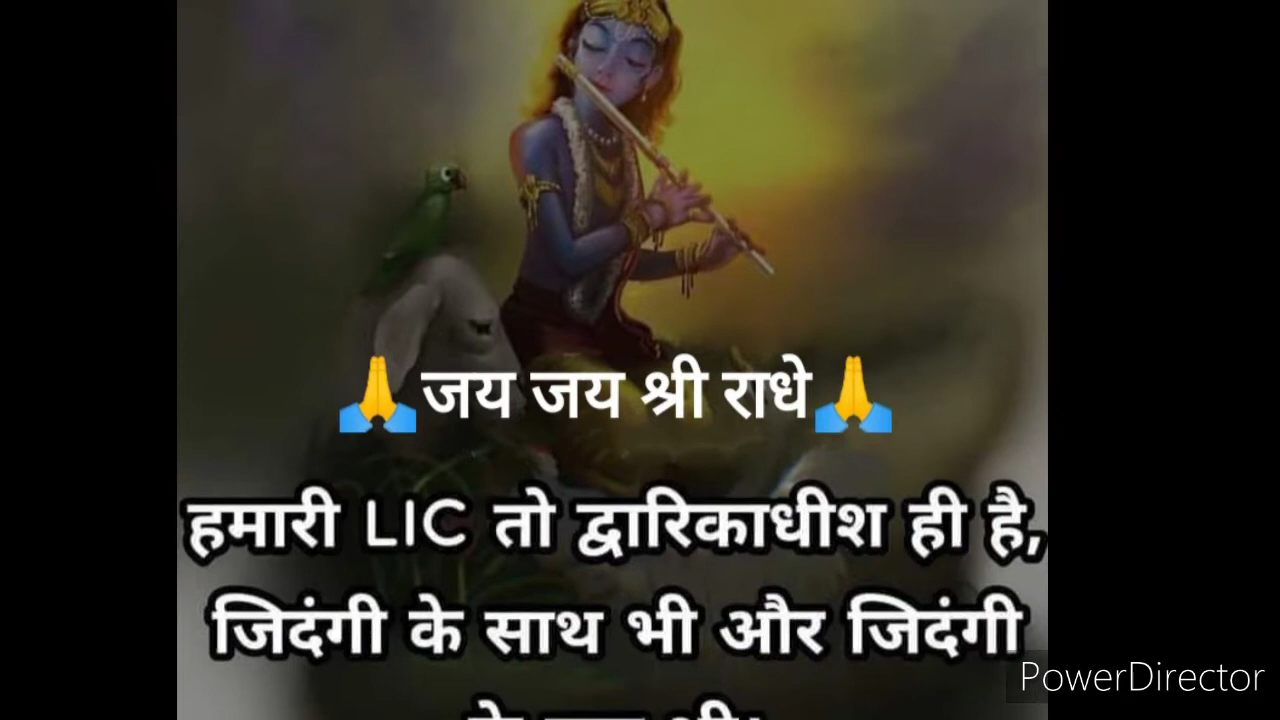 🙏जय जय श्री राधे🙏
हमारी LIC तो द्वारिकाधीश ही है,
जिदंगी के साथ भी और जिदंगी
PowerDirector